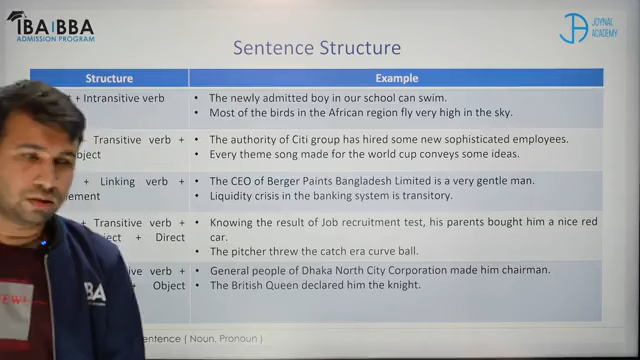 IBA|BBA
ADMISSION PROGRAM
JOYNAL
ACADEMY
Sentence Structure
Structure
Example
+ Intransitive verb
• The newly admitted boy in our school can swim.
• Most of the birds in the African region fly very high in the sky.
+ Transitive verb +
• The authority of Citi group has hired some new sophisticated employees.
• Every theme song made for the world cup conveys some ideas.
+ Linking verb +
• The CEO of Berger Paints Bangladesh Limited is a very gentle man.
• Liquidity crisis in the banking system is transitory.
+ Transitive verb +
+ Direct
• Knowing the result of Job recruitment test, his parents bought him a nice red
car.
• The pitcher threw the catch era curve ball.
verb +
+ Object
• General people of Dhaka North City Corporation made him chairman.
• The British Queen declared him the knight.
(Noun, Pronoun)